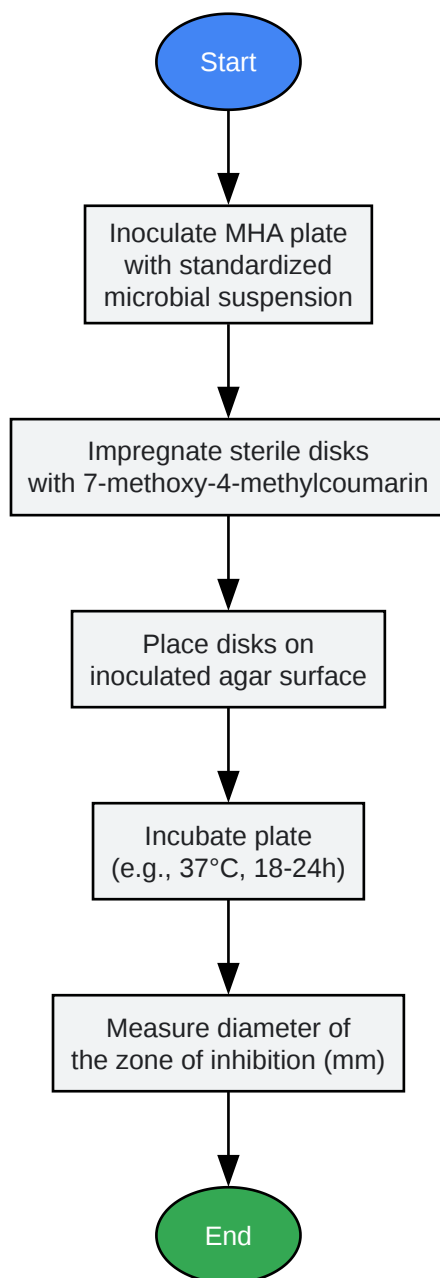 Start
Inoculate MHA plate
with standardized
microbial suspension
Impregnate sterile disks
with 7-methoxy-4-methylcoumarin
Place disks on
inoculated agar surface
Incubate plate
(e.g., 37°C, 18-24h)
Measure diameter of
the zone of inhibition (mm)
End